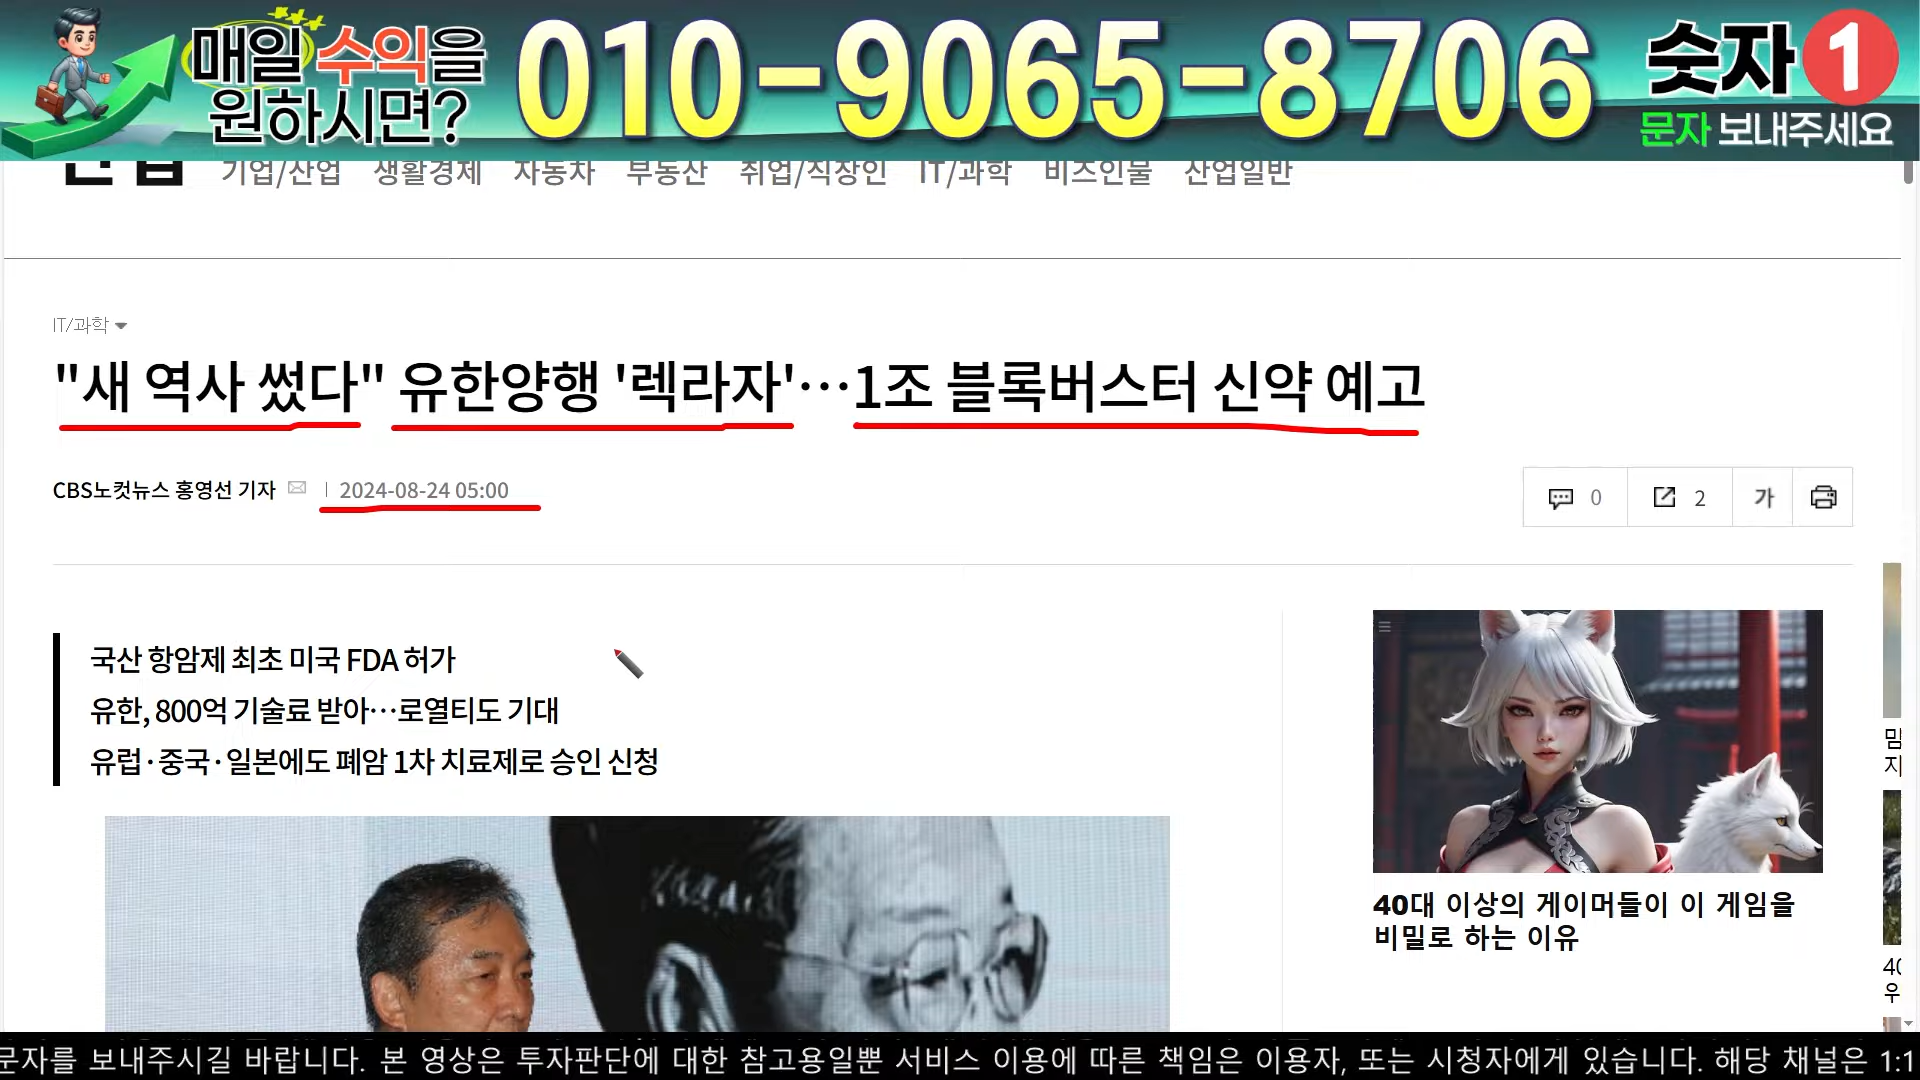 매일 수익을
원하시면?
010-9065-8706
숫자 1
문자 보내주세요
산업
기업/산업 생활경제 자동차 부동산 취업/직장인 IT/과학 비즈인물 산업일반
IT/과학
"새 역사 썼다" 유한양행 '렉라자'…1조 블록버스터 신약 예고
CBS노컷뉴스 홍영선 기자
2024-08-24 05:00
0
2
가
국산 항암제 최초 미국 FDA 허가
유한, 800억 기술료 받아…로열티도 기대
유럽·중국·일본에도 폐암 1차 치료제로 승인 신청
40대 이상의 게이머들이 이 게임을
비밀로 하는 이유
맘
지
40
우
문자를 보내주시길 바랍니다. 본 영상은 투자판단에 대한 참고용일뿐 서비스 이용에 따른 책임은 이용자, 또는 시청자에게 있습니다. 해당 채널은 1:1